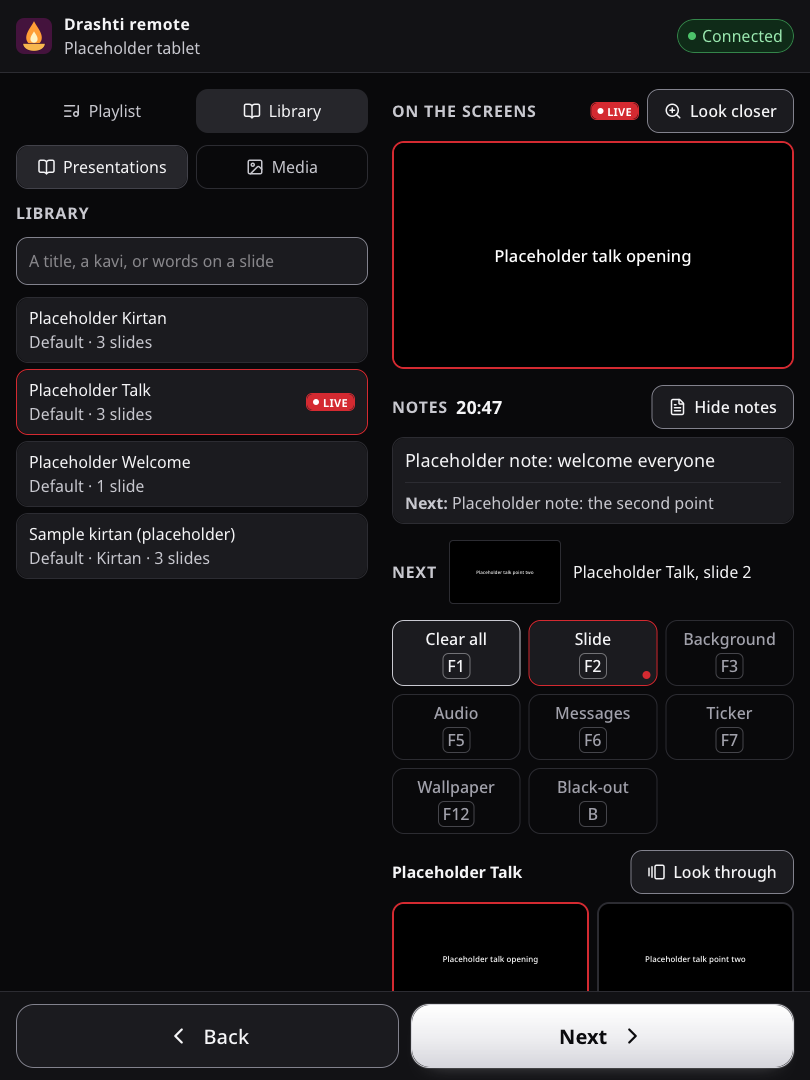 Drashti remote
Placeholder tablet
Connected
Playlist
Library
Presentations
Media
LIBRARY
A title, a kavi, or words on a slide
Placeholder Kirtan
Default · 3 slides
Placeholder Talk
Default · 3 slides
LIVE
Placeholder Welcome
Default · 1 slide
Sample kirtan (placeholder)
Default · Kirtan · 3 slides
ON THE SCREENS
LIVE
Look closer
Placeholder talk opening
NOTES 20:47
Hide notes
Placeholder note: welcome everyone
Next: Placeholder note: the second point
NEXT
Placeholder talk point two
Placeholder Talk, slide 2
Clear all
F1
Slide
F2
Background
F3
Audio
F5
Messages
F6
Ticker
F7
Wallpaper
F12
Black-out
B
Placeholder Talk
Look through
Placeholder talk opening
Placeholder talk point two
Back
Next